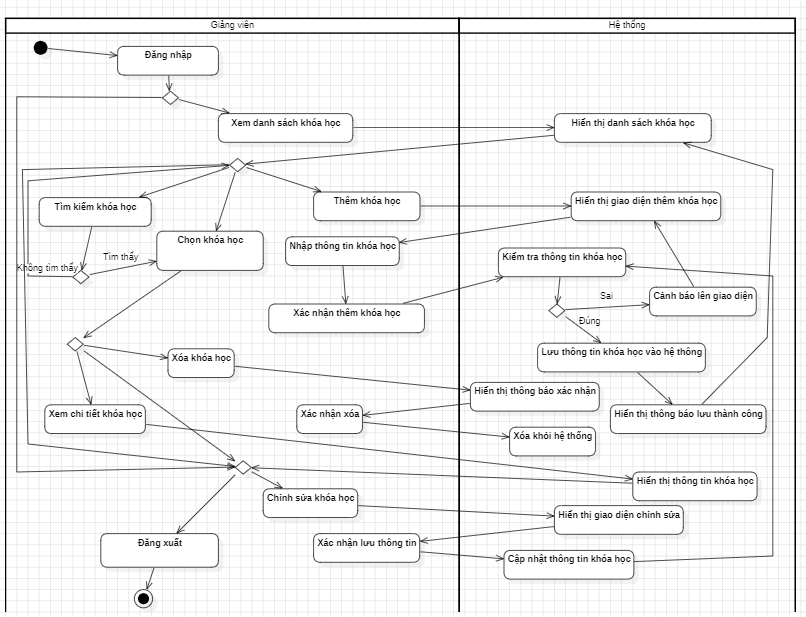 Giảng viên
Hệ thống
Đăng nhập
Xem danh sách khóa học
Hiển thị danh sách khóa học
Tìm kiếm khóa học
Thêm khóa học
Hiển thị giao diện thêm khóa học
Chọn khóa học
Nhập thông tin khóa học
Kiểm tra thông tin khóa học
Không tìm thấy
Tìm thấy
Sai
Cảnh báo lên giao diện
Xác nhận thêm khóa học
Đúng
Xóa khóa học
Lưu thông tin khóa học vào hệ thống
Hiển thị thông báo xác nhận
Xem chi tiết khóa học
Xác nhận xóa
Hiển thị thông báo lưu thành công
Xóa khỏi hệ thống
Hiển thị thông tin khóa học
Chỉnh sửa khóa học
Hiển thị giao diện chỉnh sửa
Đăng xuất
Xác nhận lưu thông tin
Cập nhật thông tin khóa học